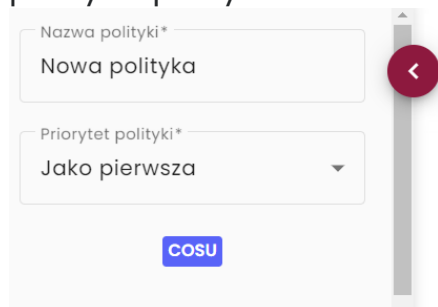 Nazwa polityki*
Nowa polityka
Priorytet polityki*
Jako pierwsza
COSU